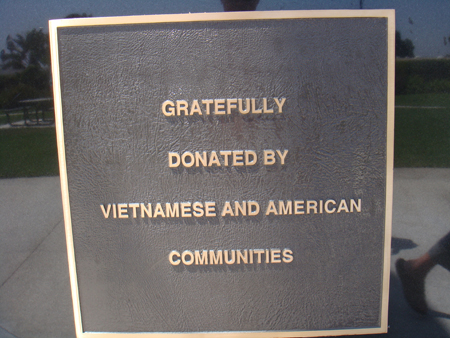 GRATEFULLY
DONATED BY
VIETNAMESE AND AMERICAN
COMMUNITIES